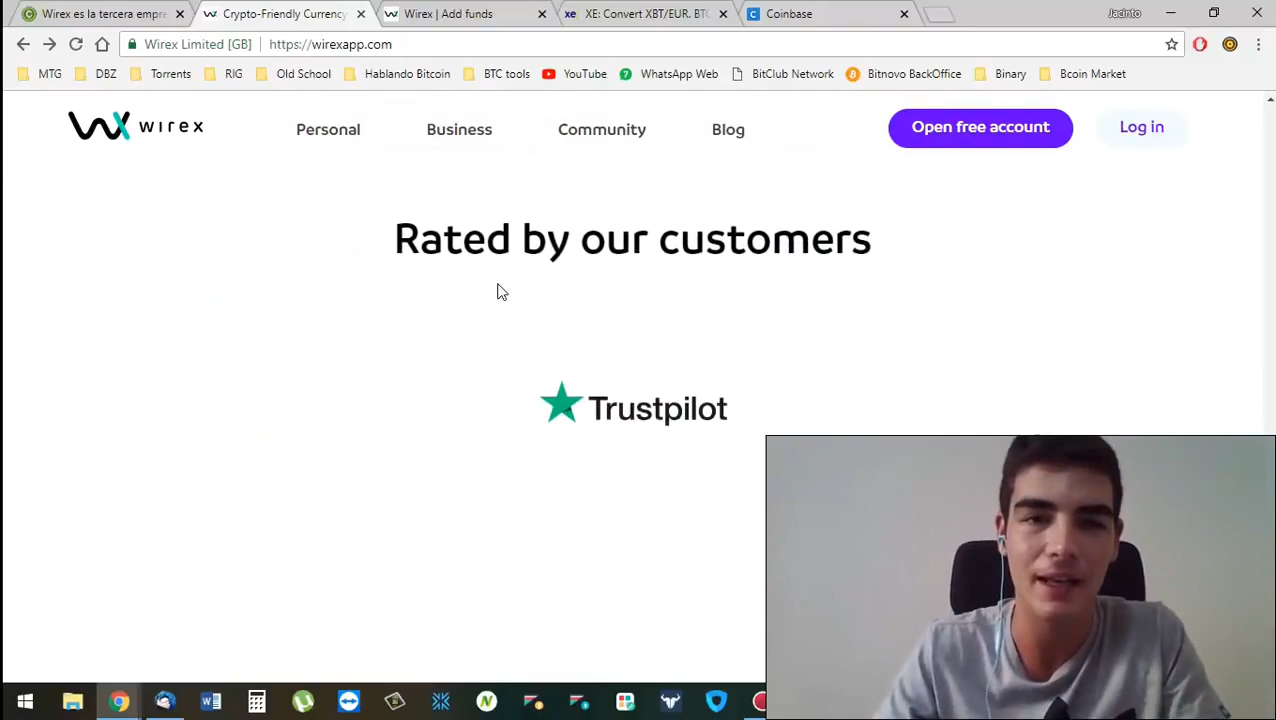 Wirex es la tercera empre
Crypto-Friendly Currency
Wirex | Add funds
XE: Convert XBT/EUR. BTC
Coinbase
Jacinto
Wirex Limited [GB]
https://wirexapp.com
MTG
DBZ
Torrents
RIG
Old School
Hablando Bitcoin
BTC tools
YouTube
WhatsApp Web
BitClub Network
Bitnovo BackOffice
Binary
Bcoin Market
wirex
Personal
Business
Community
Blog
Open free account
Log in
Rated by our customers
Trustpilot